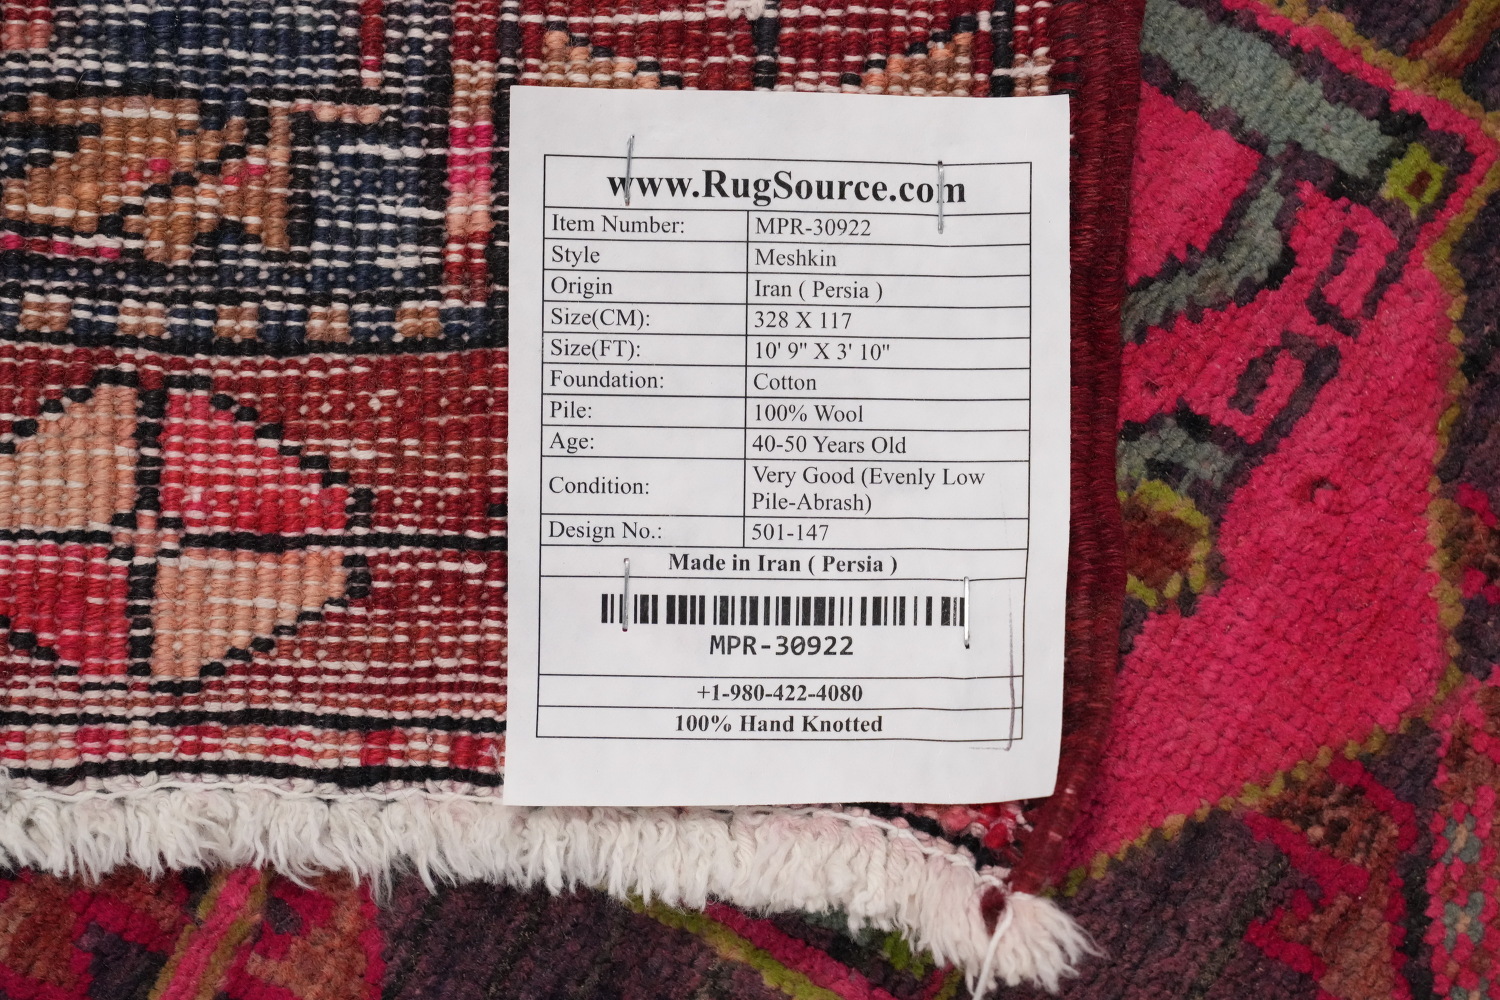 www.RugSource.com
Item Number: MPR-30922
Style Meshkin
Origin Iran ( Persia )
Size(CM): 328 X 117
Size(FT): 10' 9" X 3' 10"
Foundation: Cotton
Pile: 100% Wool
Age: 40-50 Years Old
Condition: Very Good (Evenly Low
Pile-Abrash)
Design No.: 501-147
Made in Iran ( Persia )
MPR-30922
+1-980-422-4080
100% Hand Knotted